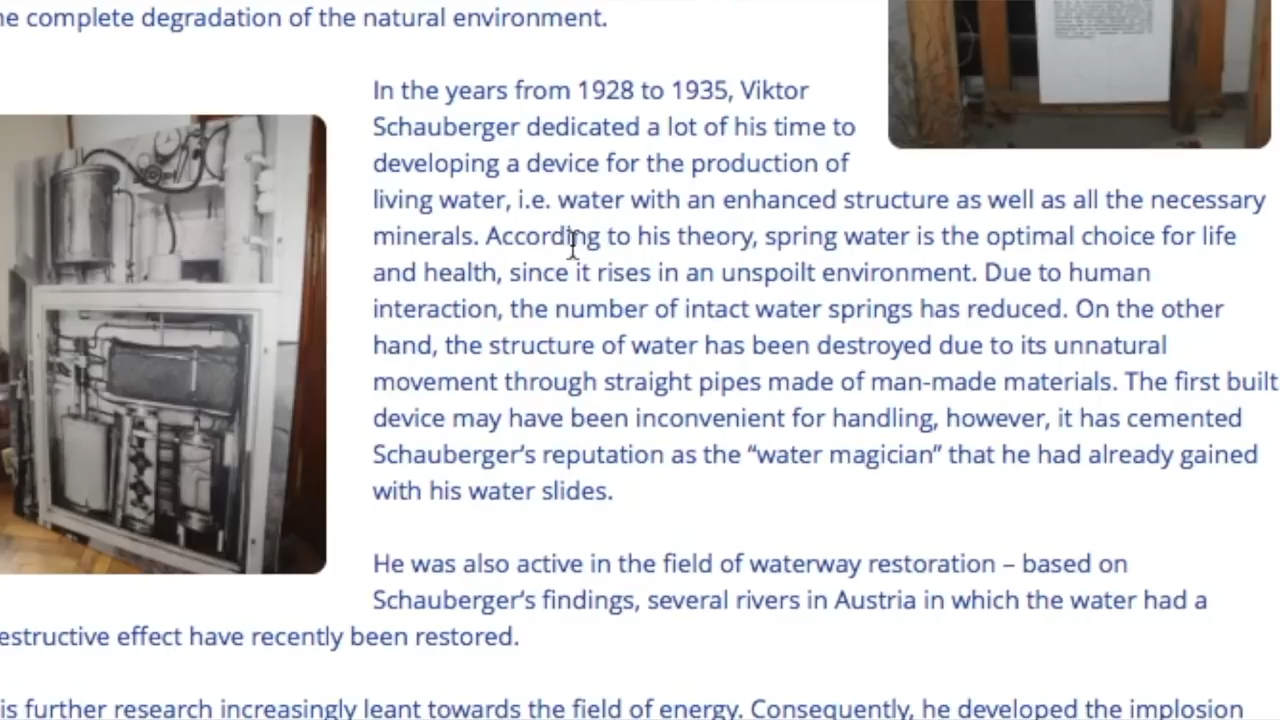 he complete degradation of the natural environment.
In the years from 1928 to 1935, Viktor
Schauberger dedicated a lot of his time to
developing a device for the production of
living water, i.e. water with an enhanced structure as well as all the necessary
minerals. According to his theory, spring water is the optimal choice for life
and health, since it rises in an unspoilt environment. Due to human
interaction, the number of intact water springs has reduced. On the other
hand, the structure of water has been destroyed due to its unnatural
movement through straight pipes made of man-made materials. The first built
device may have been inconvenient for handling, however, it has cemented
Schauberger’s reputation as the “water magician” that he had already gained
with his water slides.
He was also active in the field of waterway restoration – based on
Schauberger’s findings, several rivers in Austria in which the water had a
estructive effect have recently been restored.
is further research increasingly leant towards the field of energy. Consequently, he developed the implosion